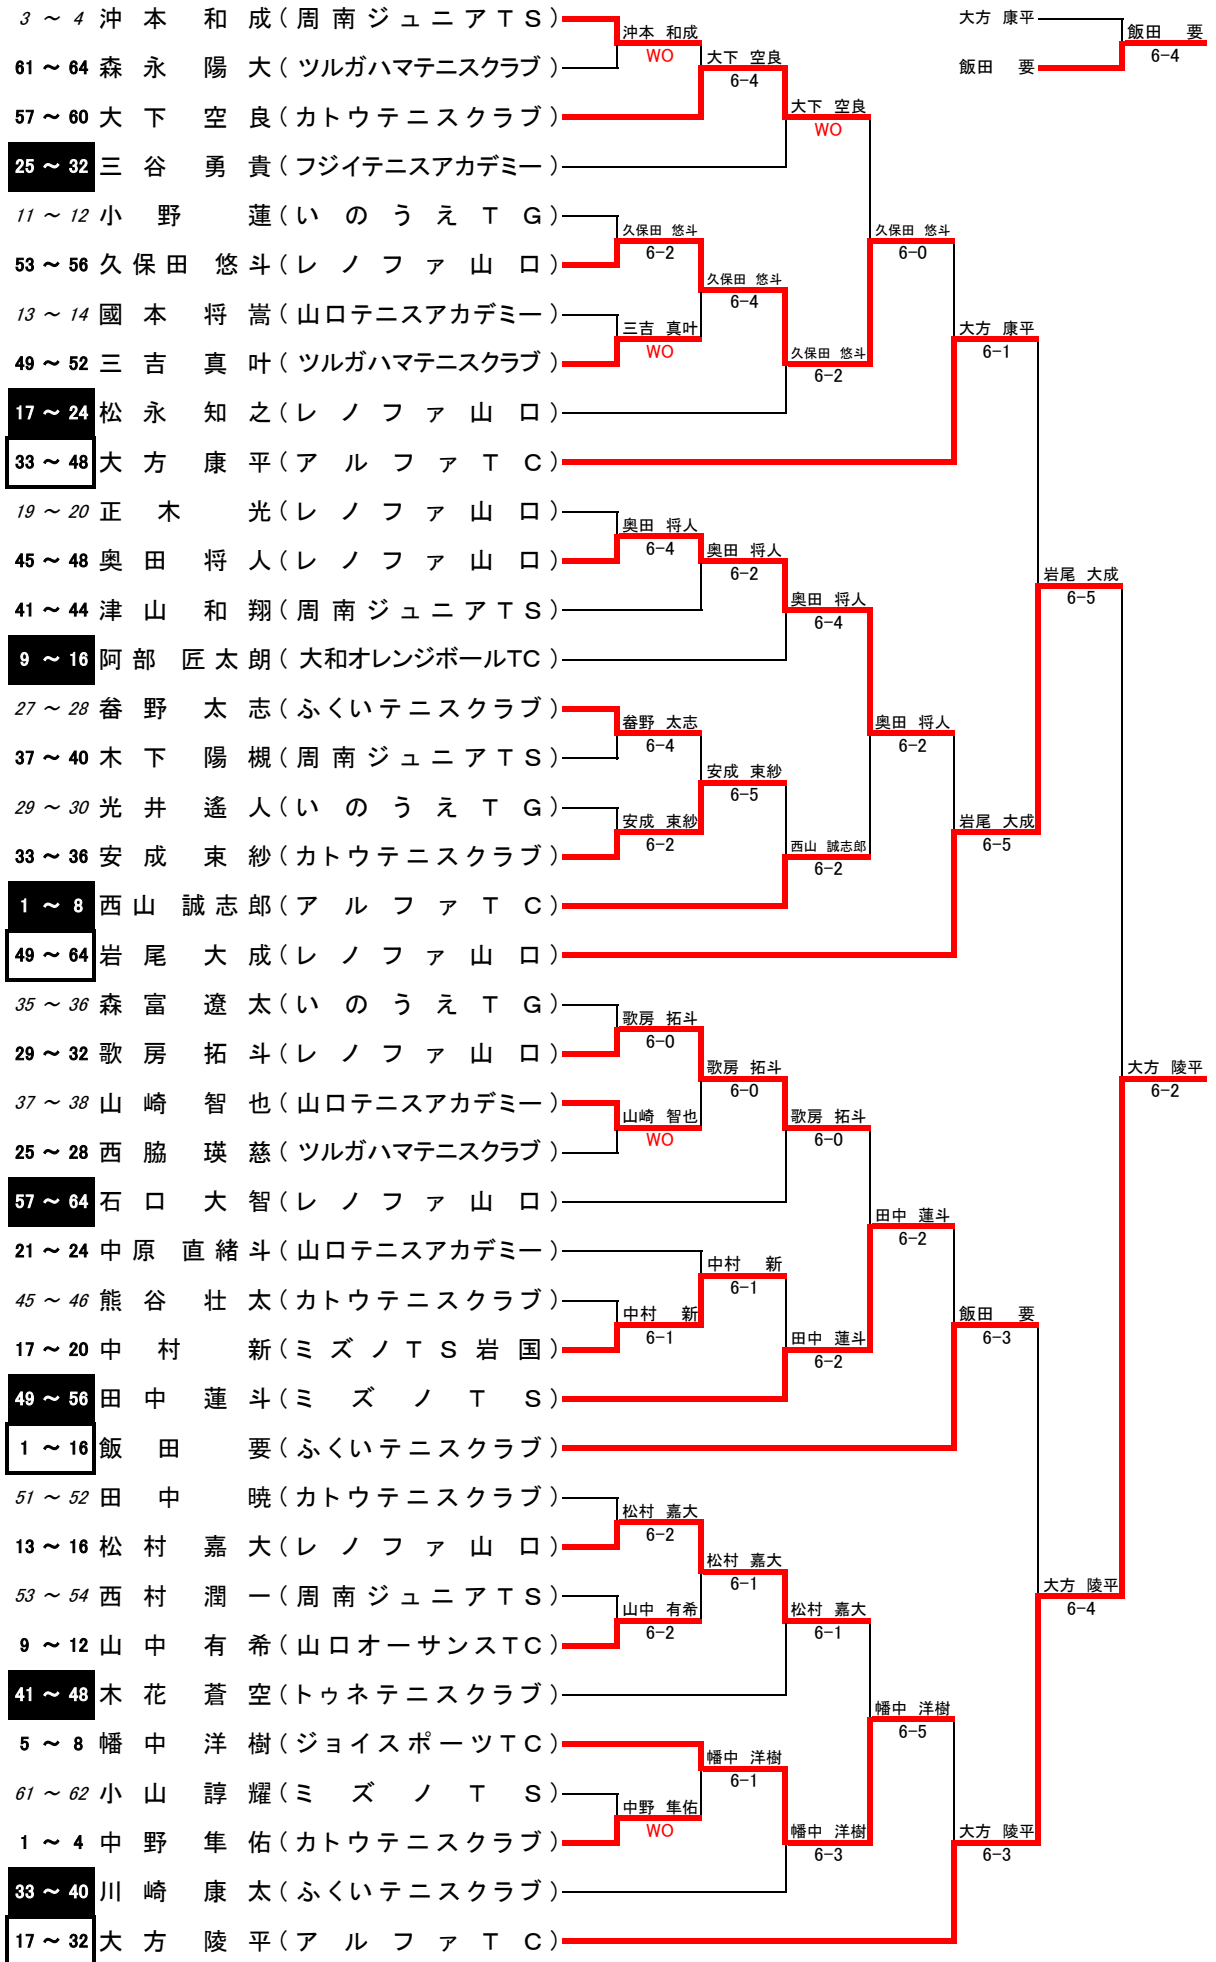 3 ～ 4 沖本 和成 (周南ジュニアTS)
61 ～ 64 森永 陽大 (ツルガハマテニスクラブ)
57 ～ 60 大下 空良 (カトウテニスクラブ)
25 ～ 32 三谷 勇貴 (フジイテニスアカデミー)
11 ～ 12 小野 蓮 (いのうえTG)
53 ～ 56 久保田 悠斗 (レノファ山口)
13 ～ 14 國本 将嵩 (山口テニスアカデミー)
49 ～ 52 三吉 真叶 (ツルガハマテニスクラブ)
17 ～ 24 松永 知之 (レノファ山口)
33 ～ 48 大方 康平 (アルファTC)
19 ～ 20 正木 光 (レノファ山口)
45 ～ 48 奥田 将人 (レノファ山口)
41 ～ 44 津山 和翔 (周南ジュニアTS)
9 ～ 16 阿部 匠太朗 (大和オレンジボールTC)
27 ～ 28 番野 太志 (ふくいテニスクラブ)
37 ～ 40 木下 陽槻 (周南ジュニアTS)
29 ～ 30 光井 遙人 (いのうえTG)
33 ～ 36 安成 東紗 (カトウテニスクラブ)
1 ～ 8 西山 誠志郎 (アルファTC)
49 ～ 64 岩尾 大成 (レノファ山口)
35 ～ 36 森富 遼太 (いのうえTG)
29 ～ 32 歌房 拓斗 (レノファ山口)
37 ～ 38 山崎 智也 (山口テニスアカデミー)
25 ～ 28 西脇 瑛慈 (ツルガハマテニスクラブ)
57 ～ 64 石口 大智 (レノファ山口)
21 ～ 24 中原 直緒斗 (山口テニスアカデミー)
45 ～ 46 熊谷 壮太 (カトウテニスクラブ)
17 ～ 20 中村 新 (ミズノTS岩国)
49 ～ 56 田中 蓮斗 (ミズノTS)
1 ～ 16 飯田 要 (ふくいテニスクラブ)
51 ～ 52 田中 暁 (カトウテニスクラブ)
13 ～ 16 松村 嘉大 (レノファ山口)
53 ～ 54 西村 潤一 (周南ジュニアTS)
9 ～ 12 山中 有希 (山口オーサンスTC)
41 ～ 48 木花 蒼空 (トゥネテニスクラブ)
5 ～ 8 幡中 洋樹 (ジョイスポーツTC)
61 ～ 62 小山 諄耀 (ミズノTS)
1 ～ 4 中野 隼佑 (カトウテニスクラブ)
33 ～ 40 川崎 康太 (ふくいテニスクラブ)
17 ～ 32 大方 陵平 (アルファTC)
沖本 和成
WO
久保田 悠斗
6-2
三吉 真叶
WO
奥田 将人
6-4
番野 太志
6-4
安成 東紗
6-2
歌房 拓斗
6-0
山崎 智也
WO
中村 新
6-1
松村 嘉大
6-2
山中 有希
6-2
中野 隼佑
WO
大下 空良
6-4
久保田 悠斗
6-4
奥田 将人
6-2
安成 東紗
6-5
歌房 拓斗
6-0
中村 新
6-1
松村 嘉大
6-1
幡中 洋樹
6-1
大下 空良
WO
久保田 悠斗
6-2
奥田 将人
6-4
西山 誠志郎
6-2
歌房 拓斗
6-0
田中 蓮斗
6-2
松村 嘉大
6-1
幡中 洋樹
6-3
久保田 悠斗
6-0
奥田 将人
6-2
田中 蓮斗
6-2
幡中 洋樹
6-5
大方 康平
6-1
岩尾 大成
6-5
飯田 要
6-3
大方 陵平
6-3
岩尾 大成
6-5
大方 陵平
6-4
大方 陵平
6-2
大方 康平
飯田 要
飯田 要
6-4